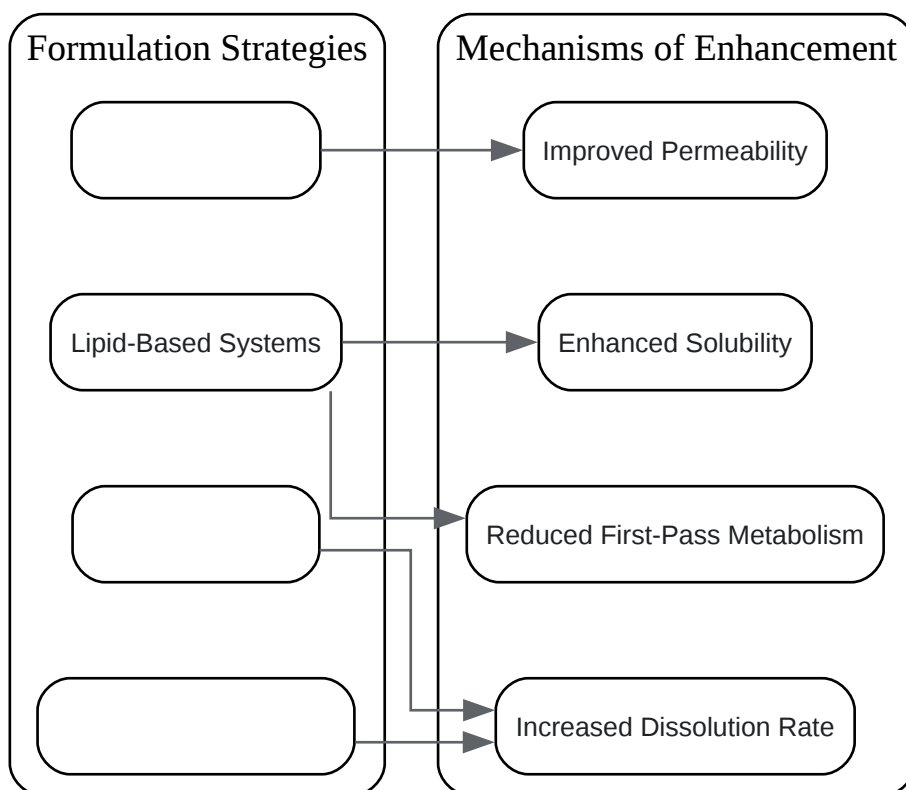 Formulation Strategies
Mechanisms of Enhancement
Improved Permeability
Lipid-Based Systems
Enhanced Solubility
Reduced First-Pass Metabolism
Increased Dissolution Rate